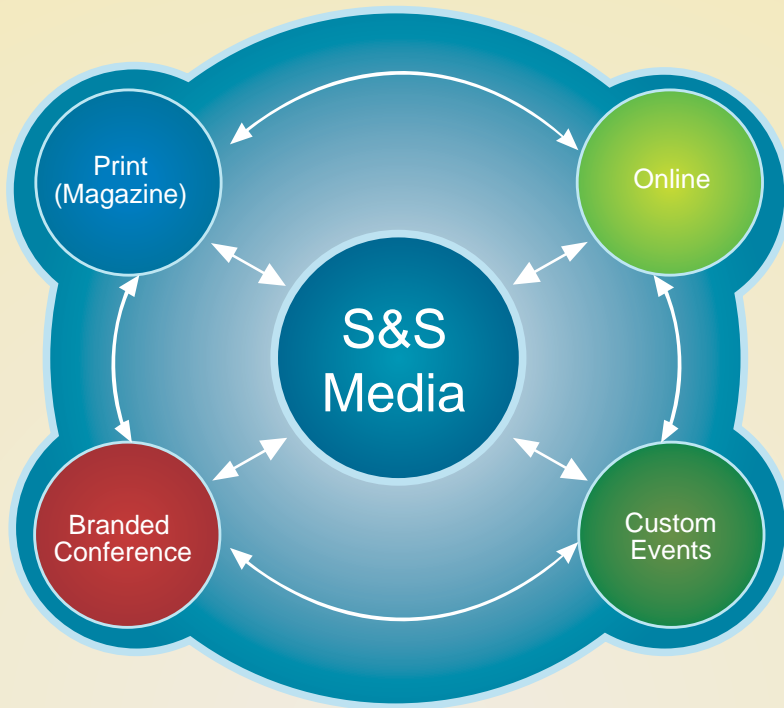 Print
(Magazine)
Online
S&S
Media
Branded
Conference
Custom
Events